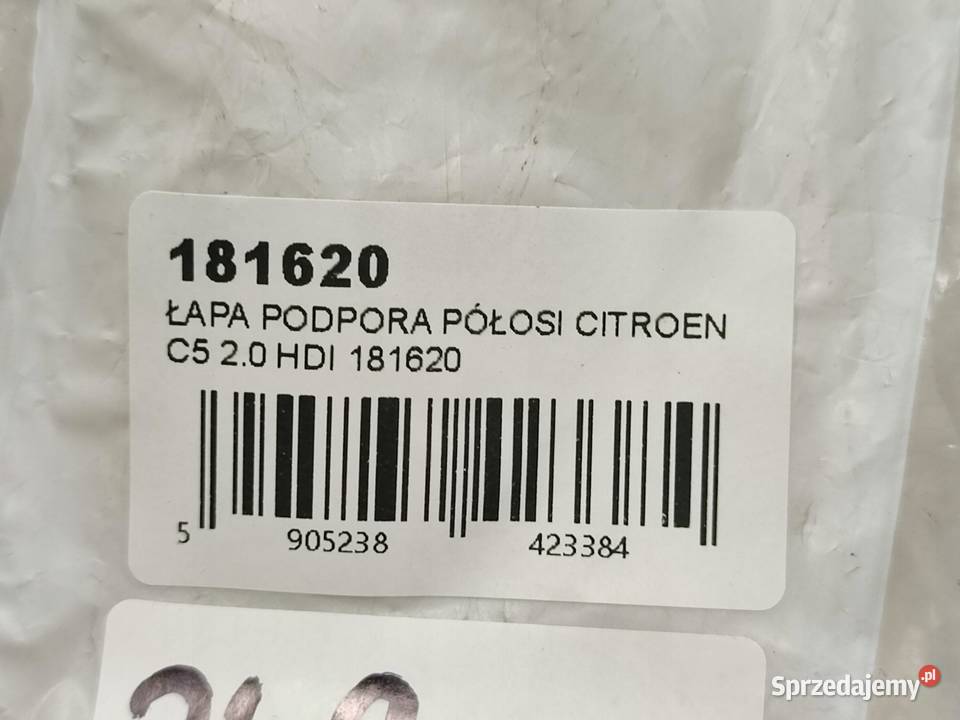 181620
ŁAPA PODPORA PÓŁOSI CITROEN
C5 2.0 HDI 181620
5 905238 423384
Sprzedajemy.pl